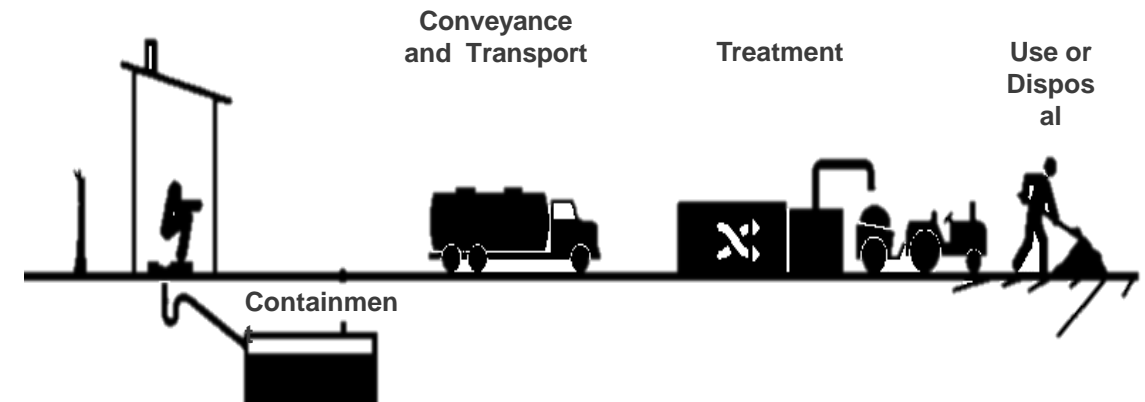 Conveyance
and Transport
Treatment
Use or
Dispos
al
Containmen
t